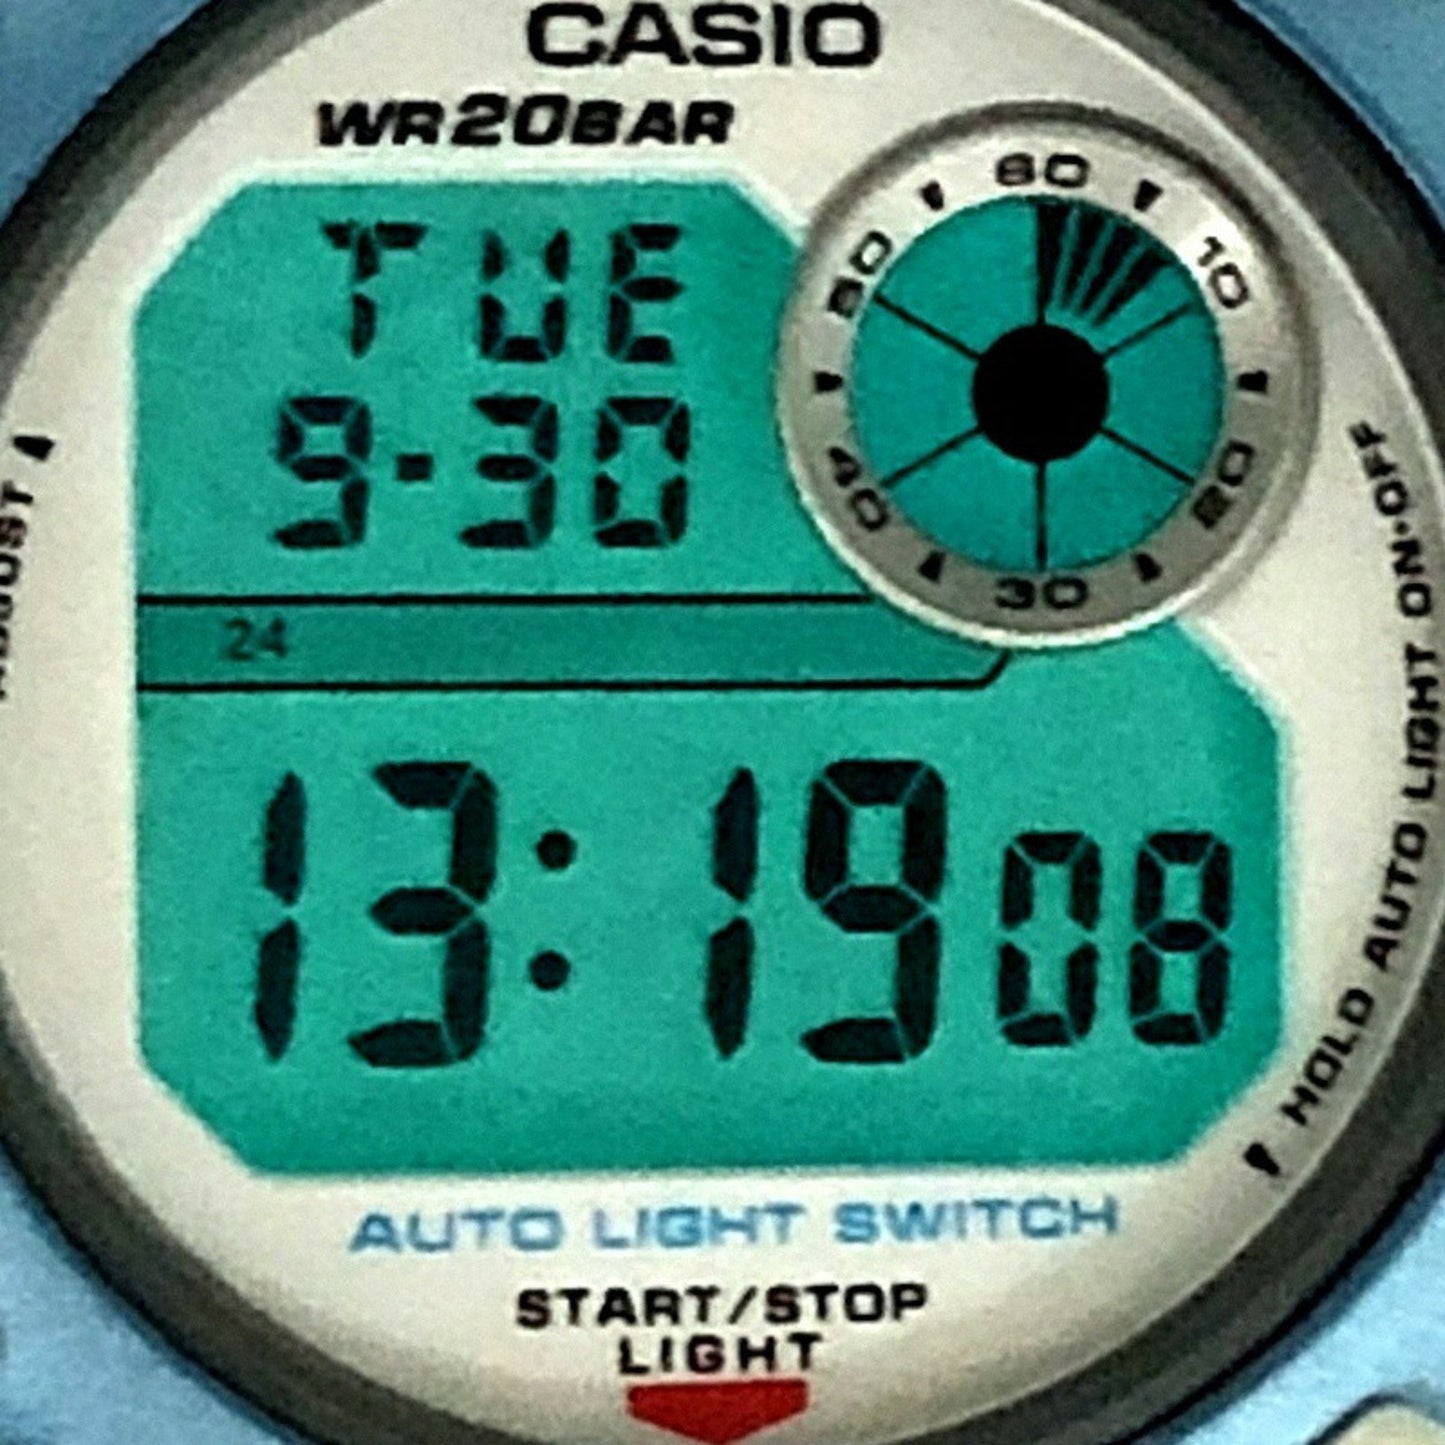 CASIO
WR20BAR
TUE
9-30
60
10
20
30
40
50
24
13:19 08
ADJUST
HOLD AUTO LIGHT ON•OFF
AUTO LIGHT SWITCH
START/STOP
LIGHT